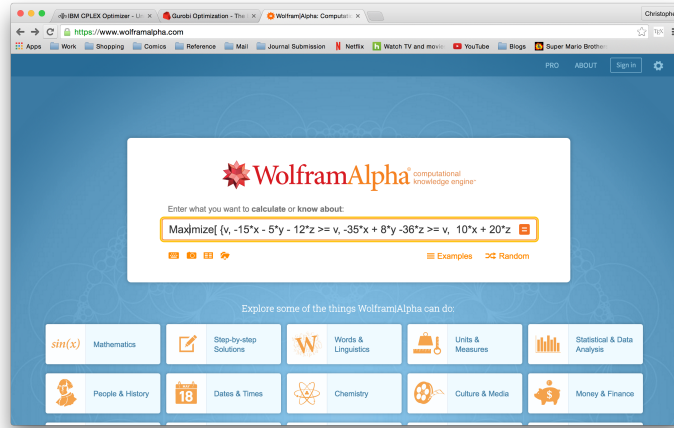 IBM CPLEX Optimizer - Un
Gurobi Optimization - The
Wolfram|Alpha: Computatio
Christophe
https://www.wolframalpha.com
Apps Work Shopping Comics Reference Mail Journal Submission Netflix Watch TV and movie YouTube Blogs Super Mario Brother
PRO ABOUT Sign in
WolframAlpha computational
knowledge engine
Enter what you want to calculate or know about:
Maximize[ {v, -15*x - 5*y - 12*z >= v, -35*x + 8*y -36*z >= v, 10*x + 20*z
Examples Random
Explore some of the things Wolfram|Alpha can do:
sin(x) Mathematics
Step-by-step
Solutions
W Words &
Linguistics
Units &
Measures
Statistical & Data
Analysis
People & History
18 Dates & Times
Chemistry
Culture & Media
$ Money & Finance